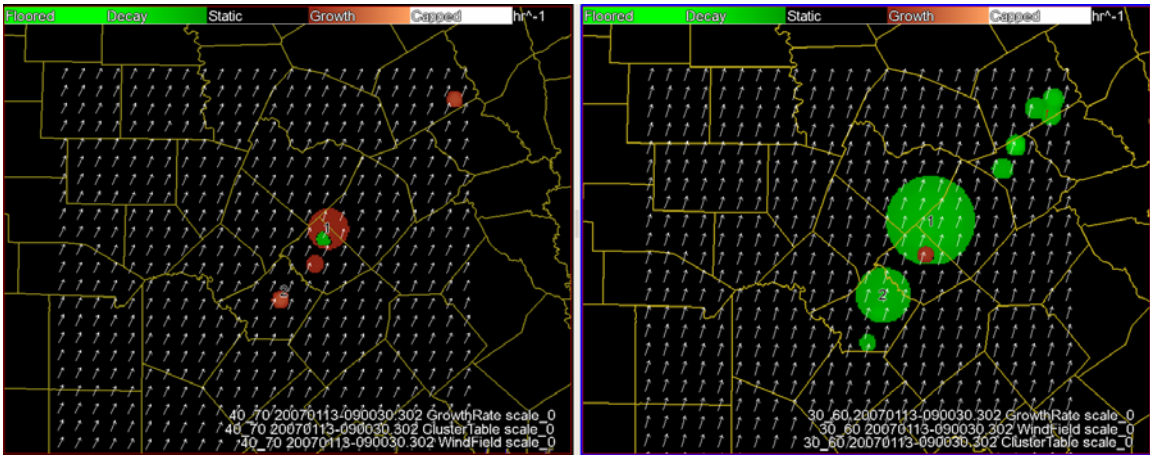 Floored Decay Static Growth Capped hr^-1
1
40_70 20070113-090030.302 GrowthRate scale_0
40_70 20070113-090030.302 ClusterTable scale_0
40_70 20070113-090030.302 WindField scale_0
Floored Decay Static Growth Capped hr^-1
1
2
30_60 20070113-090030.302 GrowthRate scale_0
30_60 20070113-090030.302 WindField scale_0
30_60 20070113-090030.302 ClusterTable scale_0